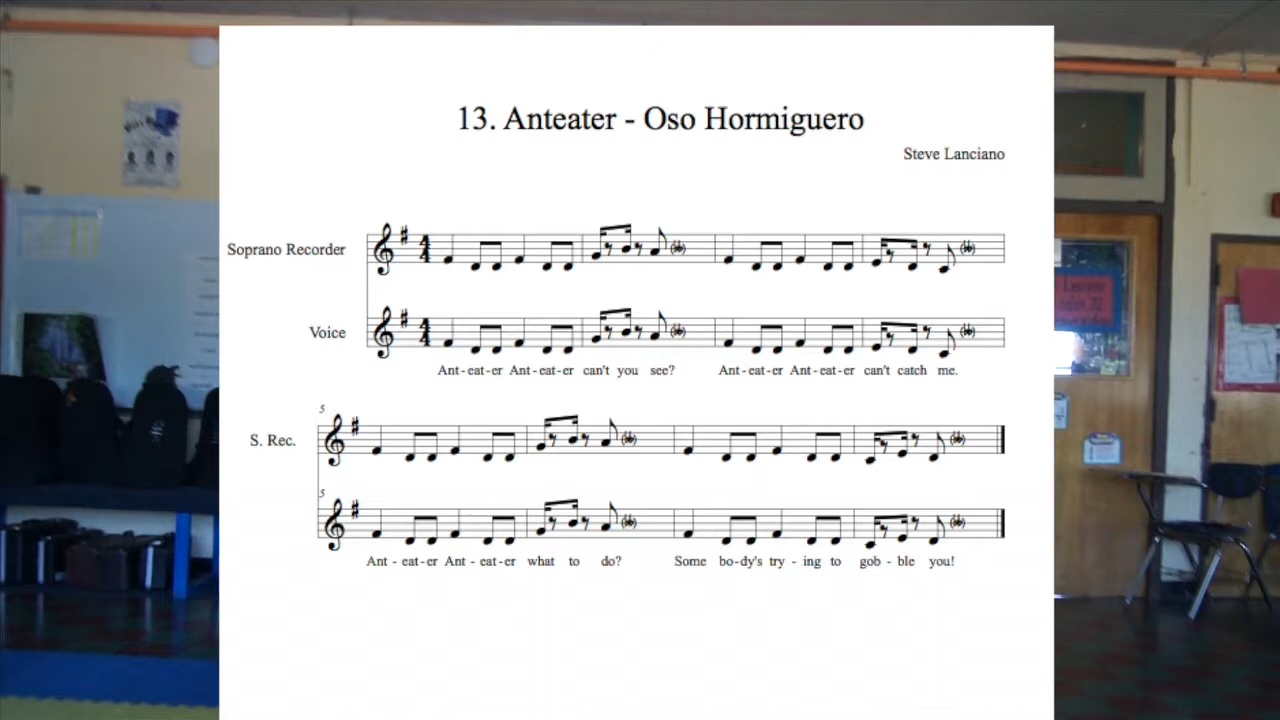 13. Anteater - Oso Hormiguero
Steve Lanciano
Soprano Recorder
Voice
Ant-eat-er Ant-eat-er can't you see? Ant-eat-er Ant-eat-er can't catch me.
5
S. Rec.
5
Ant-eat-er Ant-eat-er what to do? Some bo-dy's try-ing to gob-ble you!